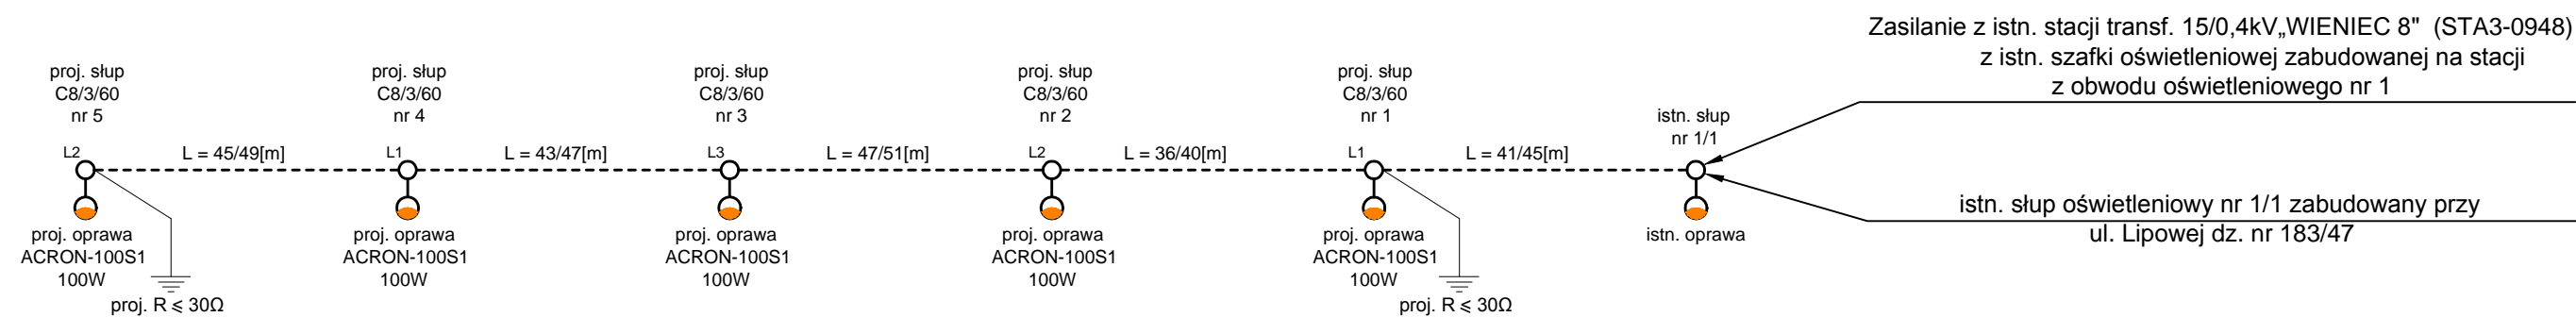 Zasilanie z istn. stacji transf. 15/0,4kV„WIENIEC 8" (STA3-0948)
z istn. szafki oświetleniowej zabudowanej na stacji
z obwodu oświetleniowego nr 1
proj. słup
C8/3/60
nr 5
proj. słup
C8/3/60
nr 4
proj. słup
C8/3/60
nr 3
proj. słup
C8/3/60
nr 2
proj. słup
C8/3/60
nr 1
istn. słup
nr 1/1
L2
L = 45/49[m]
L1
L = 43/47[m]
L3
L = 47/51[m]
L2
L = 36/40[m]
L1
L = 41/45[m]
istn. słup oświetleniowy nr 1/1 zabudowany przy
ul. Lipowej dz. nr 183/47
proj. oprawa
ACRON-100S1
100W
proj. R ⩽ 30Ω
proj. oprawa
ACRON-100S1
100W
proj. oprawa
ACRON-100S1
100W
proj. oprawa
ACRON-100S1
100W
proj. oprawa
ACRON-100S1
100W
proj. R ⩽ 30Ω
istn. oprawa